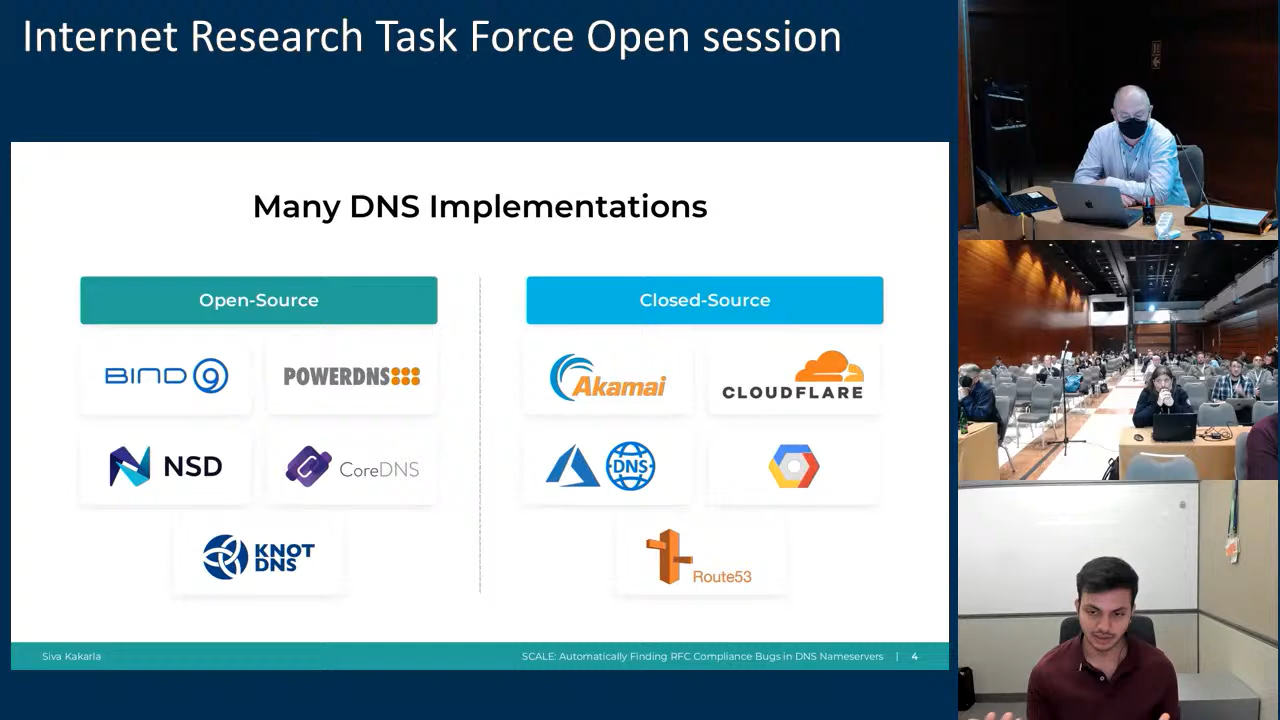 Internet Research Task Force Open session
Many DNS Implementations
Open-Source
Closed-Source
BIND 9
POWERDNS
Akamai
CLOUDFLARE
NSD
CoreDNS
DNS
KNOT
DNS
Route53
Siva Kakarla
SCALE: Automatically Finding RFC Compliance Bugs in DNS Nameservers | 4